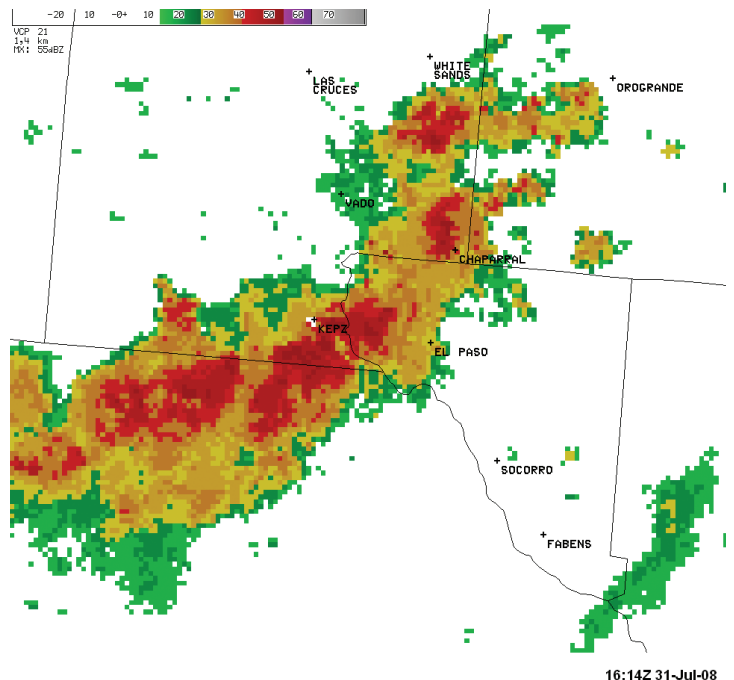 -20 10 -0+ 10 20 30 40 50 60 70
VCP 21
1.4 km
MX: 55dBZ
WHITE
SANDS
LAS
CRUCES
OROGRANDE
VADO
CHAPARRAL
KEPZ
EL PASO
SOCORRO
FABENS
16:14Z 31-Jul-08